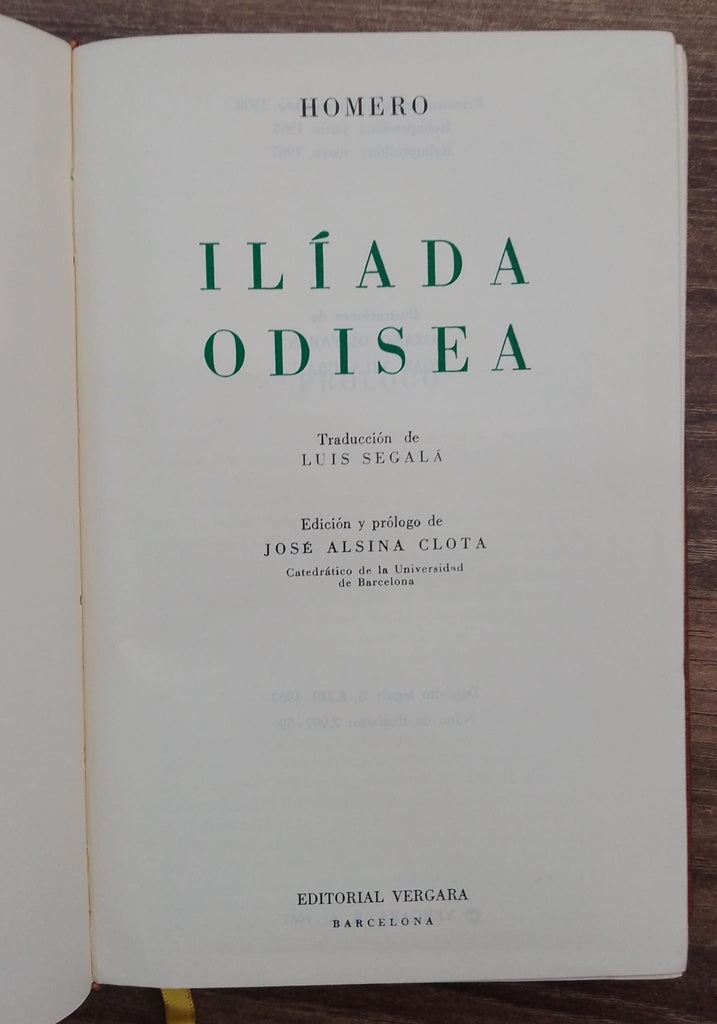 HOMERO
ILÍADA
ODISEA
Traducción de
LUIS SEGALÁ
Edición y prólogo de
JOSÉ ALSINA CLOTA
Catedrático de la Universidad
de Barcelona
EDITORIAL VERGARA
BARCELONA